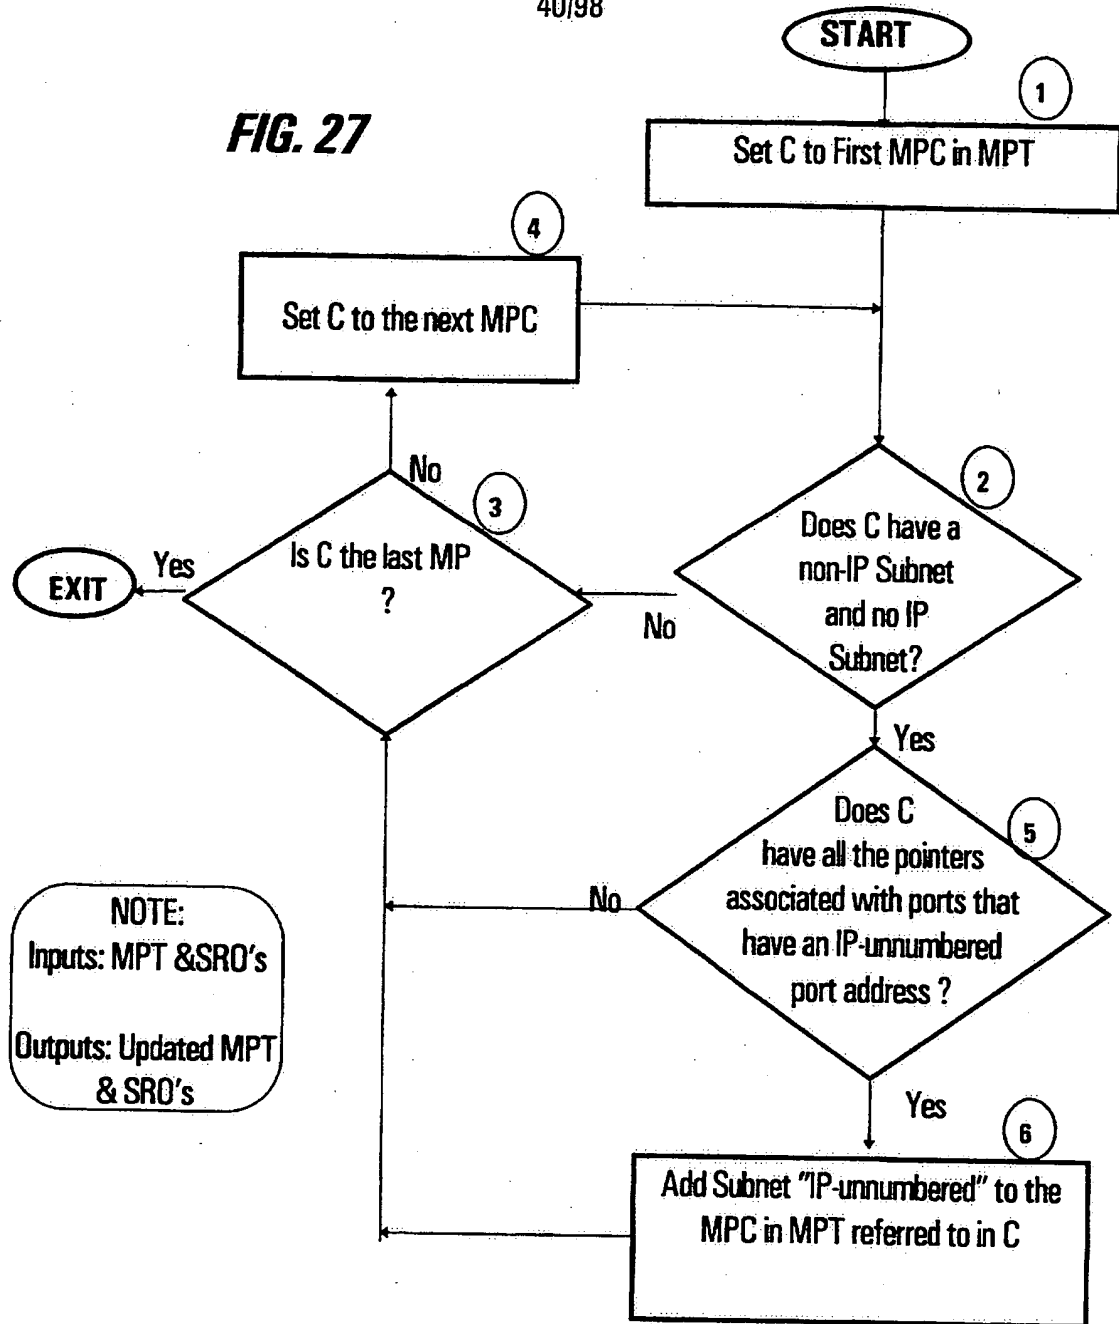 40/98
START
FIG. 27
1
Set C to First MPC in MPT
4
Set C to the next MPC
No
3
Is C the last MP
?
Yes
EXIT
2
Does C have a
non-IP Subnet
and no IP
Subnet?
No
Yes
5
Does C
have all the pointers
associated with ports that
have an IP-unnumbered
port address ?
No
NOTE:
Inputs: MPT &SRO's
Outputs: Updated MPT
& SRO's
Yes
6
Add Subnet "IP-unnumbered" to the
MPC in MPT referred to in C